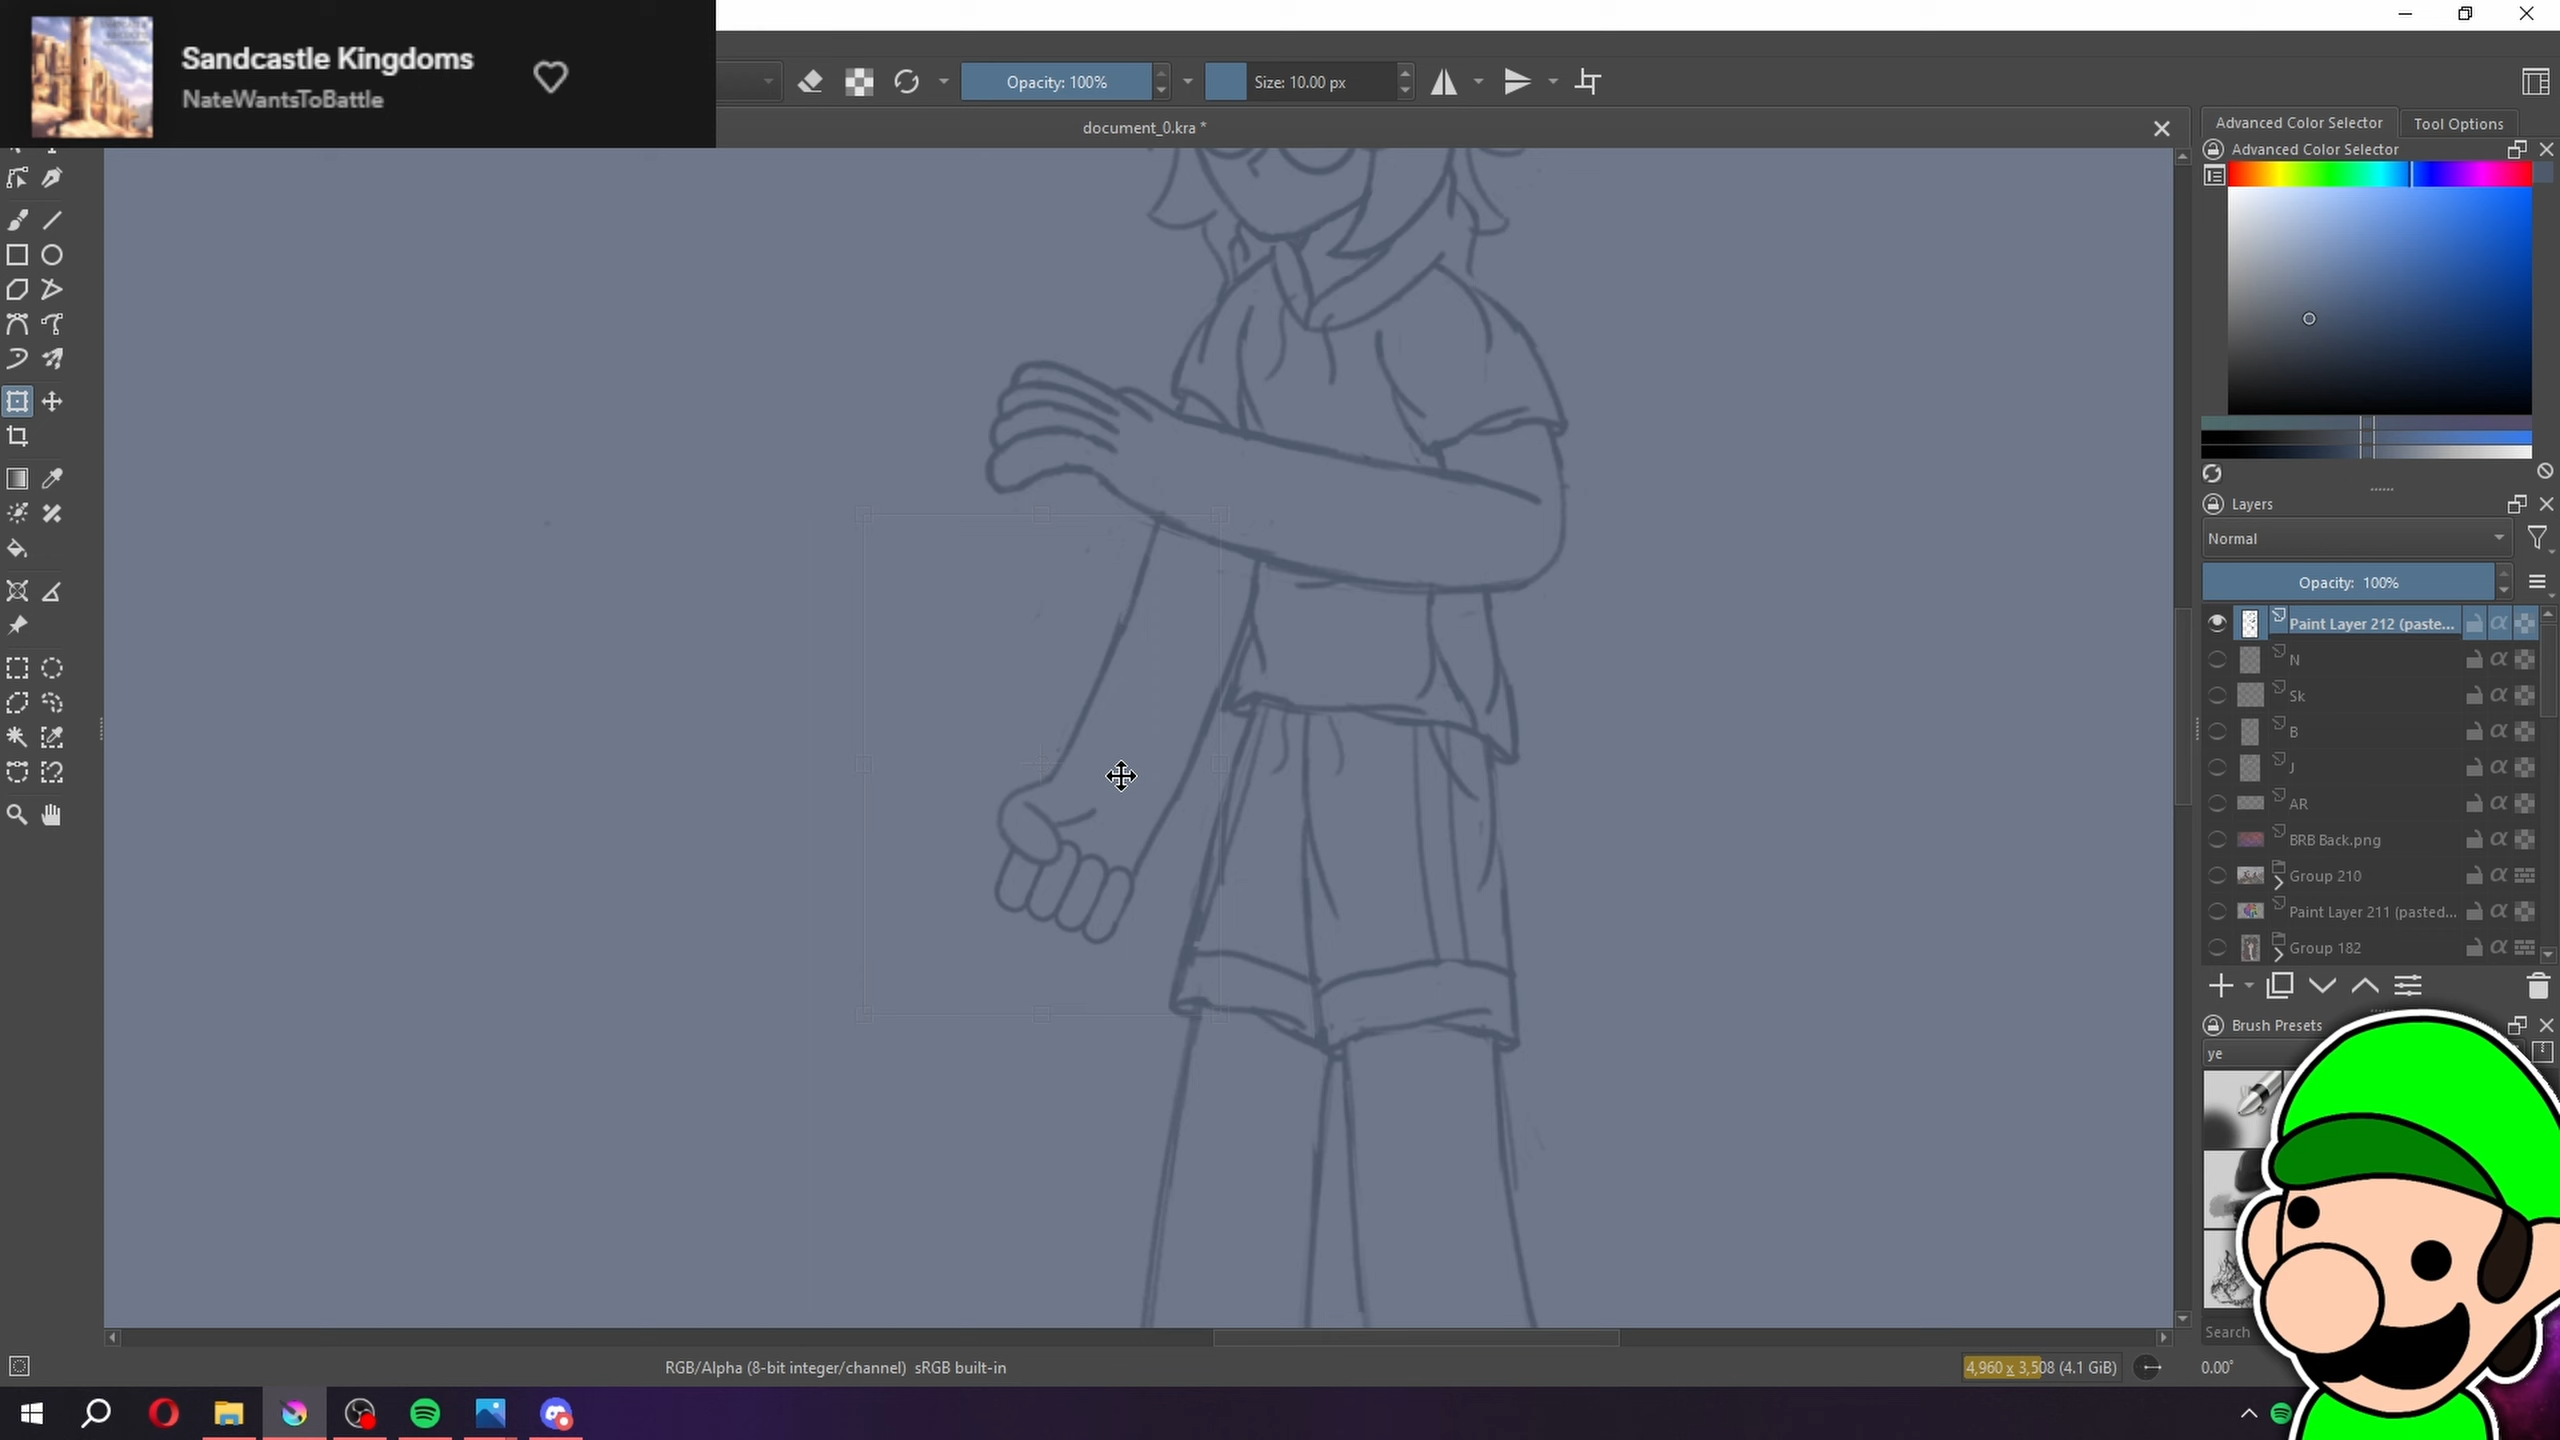 Sandcastle Kingdoms
NateWantsToBattle
Opacity: 100%
Size: 10.00 px
document_0.kra *
Advanced Color Selector
Tool Options
Advanced Color Selector
Layers
Normal
Opacity: 100%
Paint Layer 212 (paste...
N
Sk
B
J
AR
BRB Back.png
Group 210
Paint Layer 211 (pasted...
Group 182
Brush Presets
ye
Search
RGB/Alpha (8-bit integer/channel) sRGB built-in
4,960 x 3,508 (4.1 GiB)
0.00°